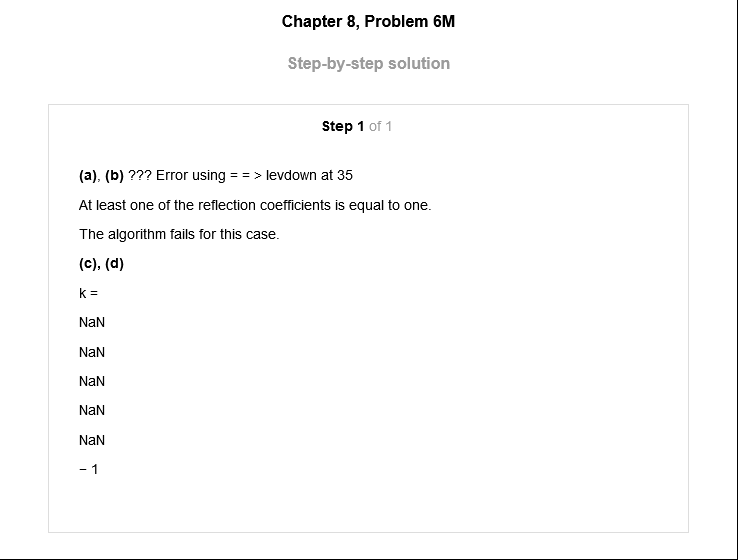 Chapter 8, Problem 6M
Step-by-step solution
Step 1 of 1
(a), (b) ??? Error using = = > levdown at 35
At least one of the reflection coefficients is equal to one.
The algorithm fails for this case.
(c), (d)
k =
NaN
NaN
NaN
NaN
NaN
− 1